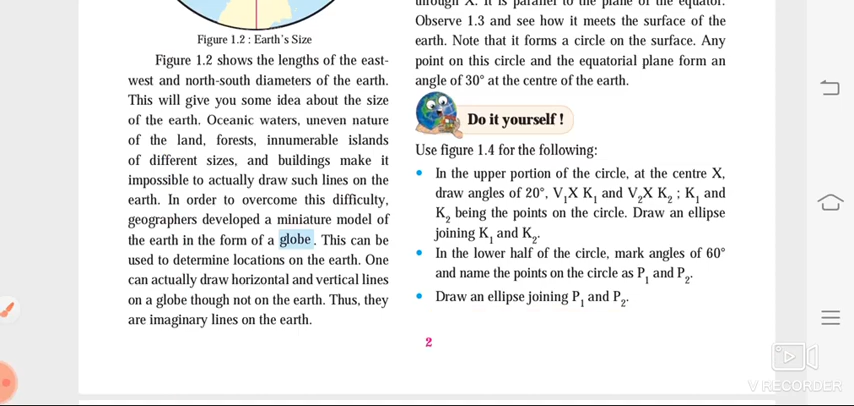 Figure 1.2 : Earth's Size
Figure 1.2 shows the lengths of the east-
west and north-south diameters of the earth.
This will give you some idea about the size
of the earth. Oceanic waters, uneven nature
of the land, forests, innumerable islands
of different sizes, and buildings make it
impossible to actually draw such lines on the
earth. In order to overcome this difficulty,
geographers developed a miniature model of
the earth in the form of a globe. This can be
used to determine locations on the earth. One
can actually draw horizontal and vertical lines
on a globe though not on the earth. Thus, they
are imaginary lines on the earth.
through X. It is parallel to the plane of the equator.
Observe 1.3 and see how it meets the surface of the
earth. Note that it forms a circle on the surface. Any
point on this circle and the equatorial plane form an
angle of 30° at the centre of the earth.
Do it yourself !
Use figure 1.4 for the following:
• In the upper portion of the circle, at the centre X,
draw angles of 20°, V₁X K₁ and V₂X K₂ ; K₁ and
K₂ being the points on the circle. Draw an ellipse
joining K₁ and K₂.
• In the lower half of the circle, mark angles of 60°
and name the points on the circle as P₁ and P₂.
• Draw an ellipse joining P₁ and P₂.
2
V RECORDER